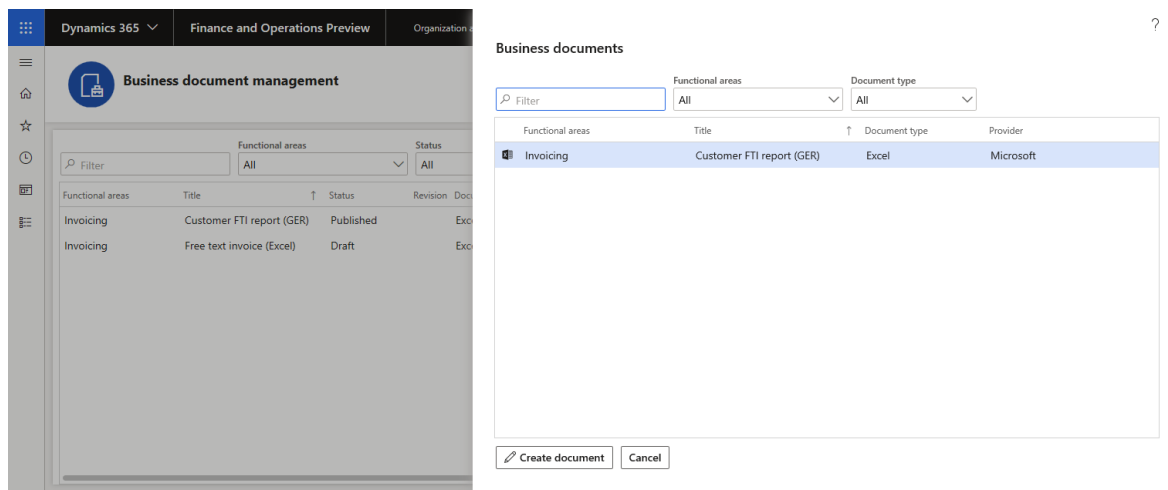 Dynamics 365
Finance and Operations Preview
Organization a
Business document management
Functional areas
Status
Filter
All
All
Functional areas Title ↑ Status Revision Docu
Invoicing Customer FTI report (GER) Published Exc
Invoicing Free text invoice (Excel) Draft Exc
?
Business documents
Functional areas
Document type
Filter
All
All
Functional areas Title ↑ Document type Provider
Invoicing Customer FTI report (GER) Excel Microsoft
Create document
Cancel